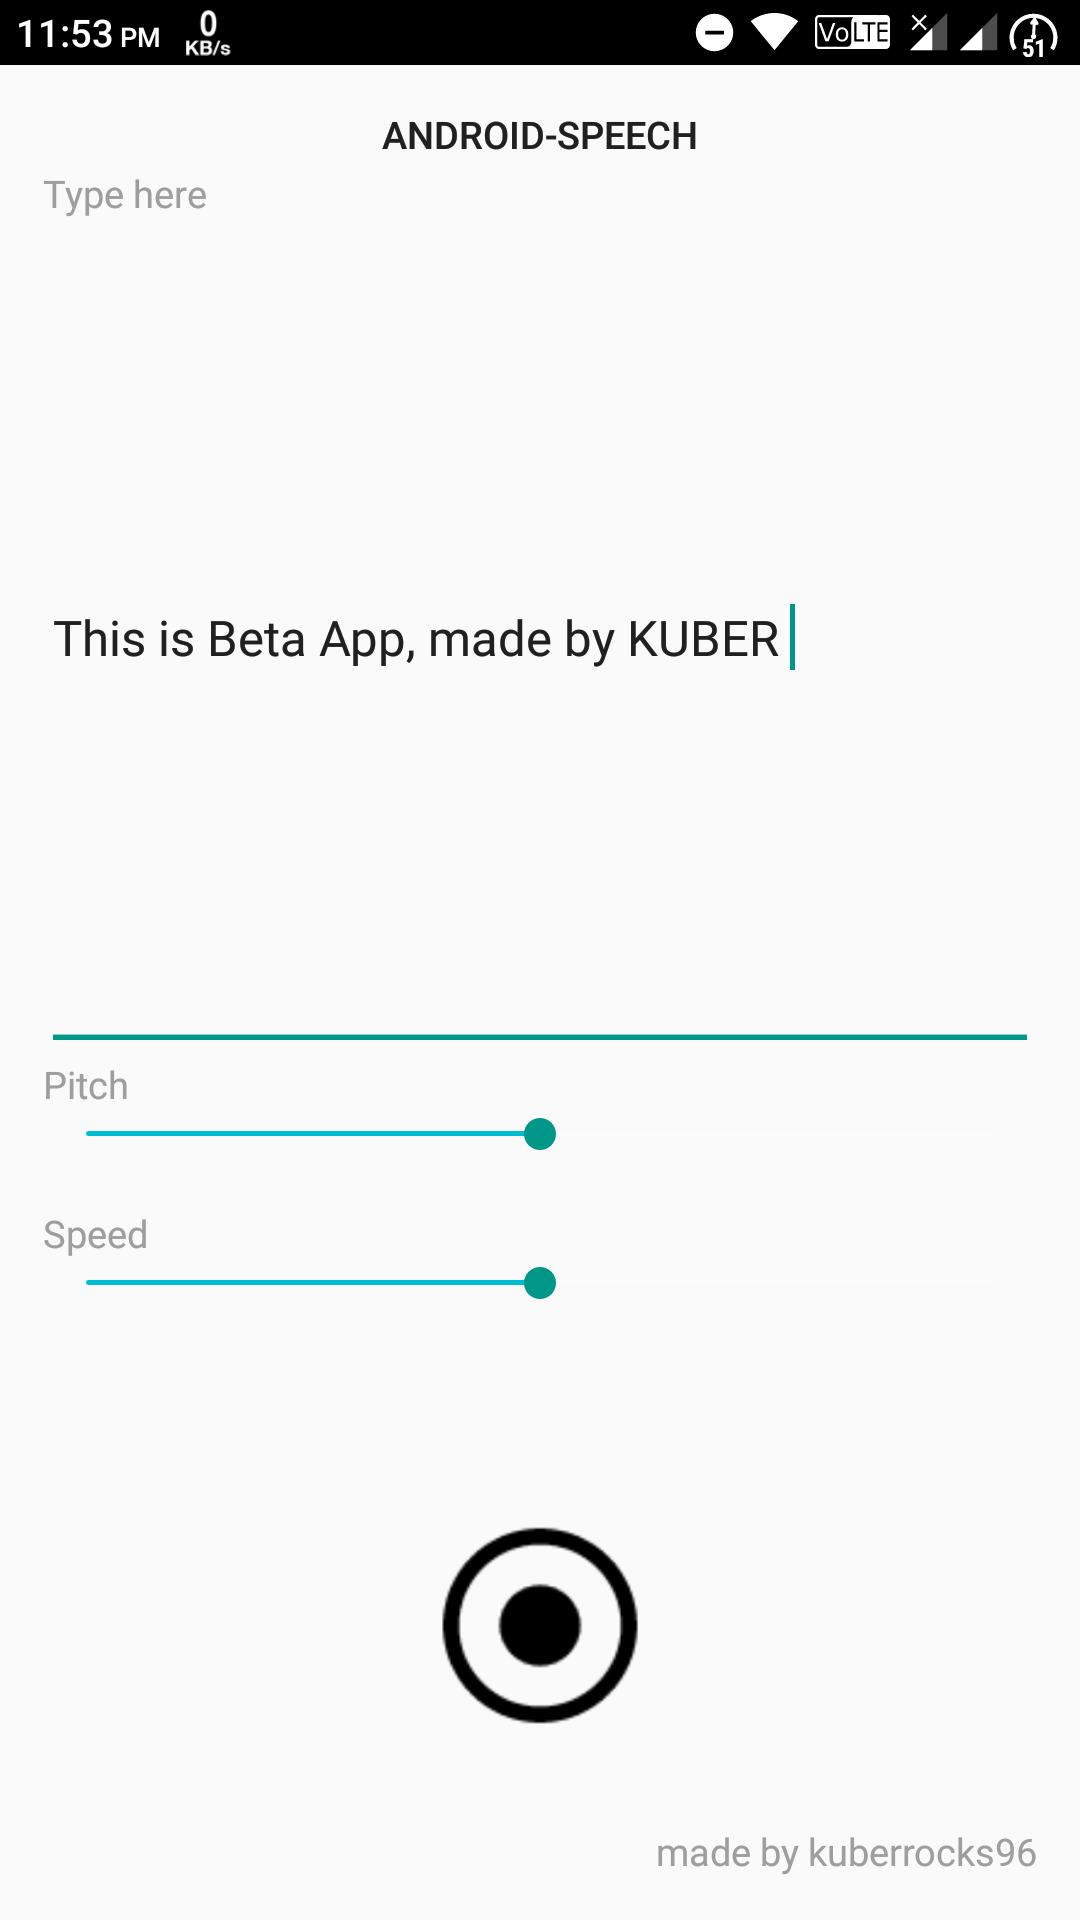 11:53 PM 0 KB/s VoLTE 51
ANDROID-SPEECH
Type here
This is Beta App, made by KUBER
Pitch
Speed
made by kuberrocks96